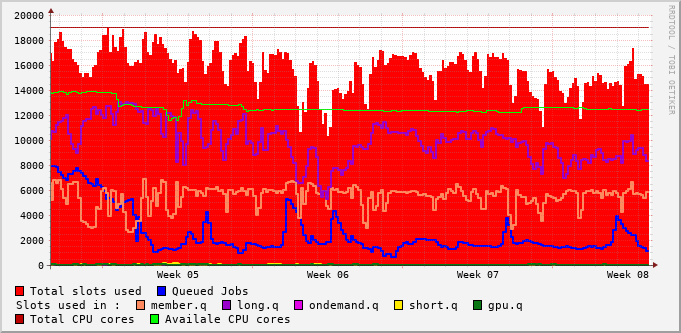 20000
18000
16000
14000
12000
10000
8000
6000
4000
2000
0
Week 05 Week 06 Week 07 Week 08
Total slots used Queued Jobs
Slots used in : member.q long.q ondemand.q short.q gpu.q
Total CPU cores Availale CPU cores
RRDTOOL / TOBI OETIKER